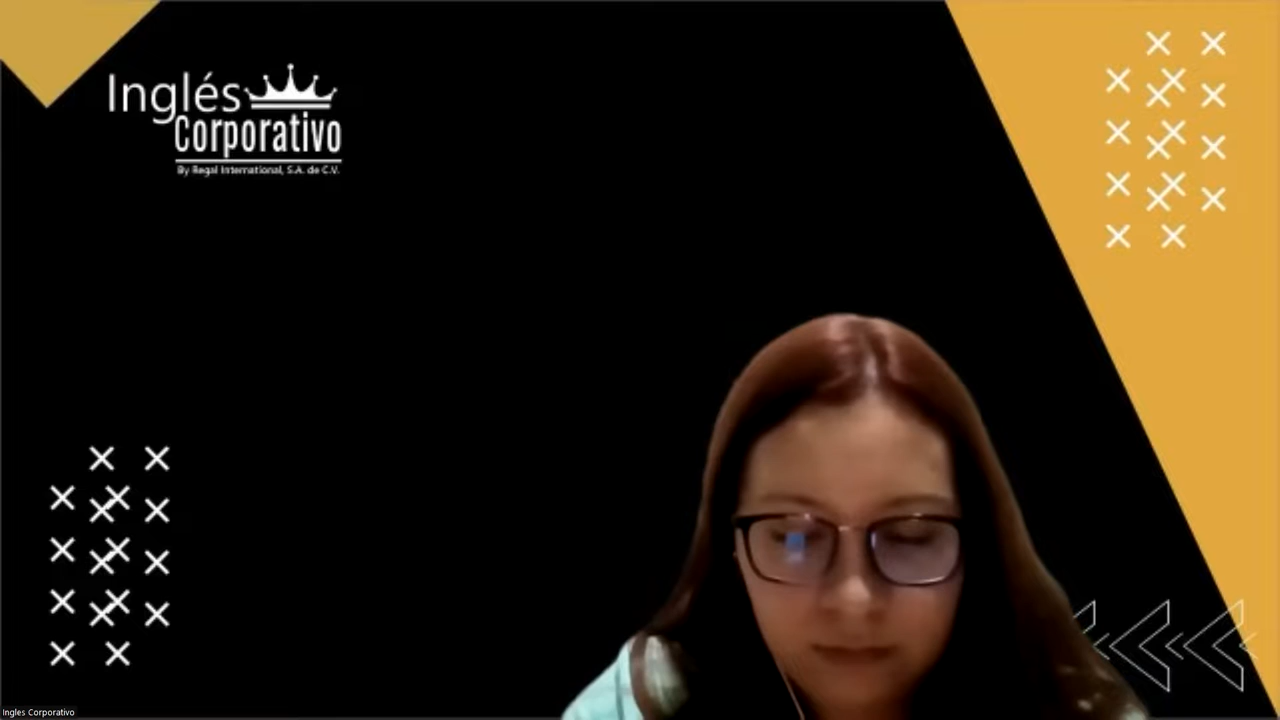 Inglés
Corporativo
By Regal International, S.A. de C.V.
Ingles Corporativo